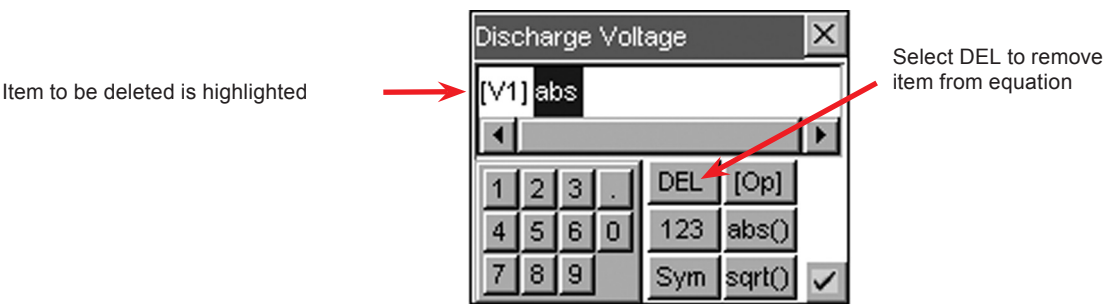 Discharge Voltage
Select DEL to remove
item from equation
Item to be deleted is highlighted
[V1] abs
1 2 3 . DEL [Op]
4 5 6 0 123 abs()
7 8 9 Sym sqrt()